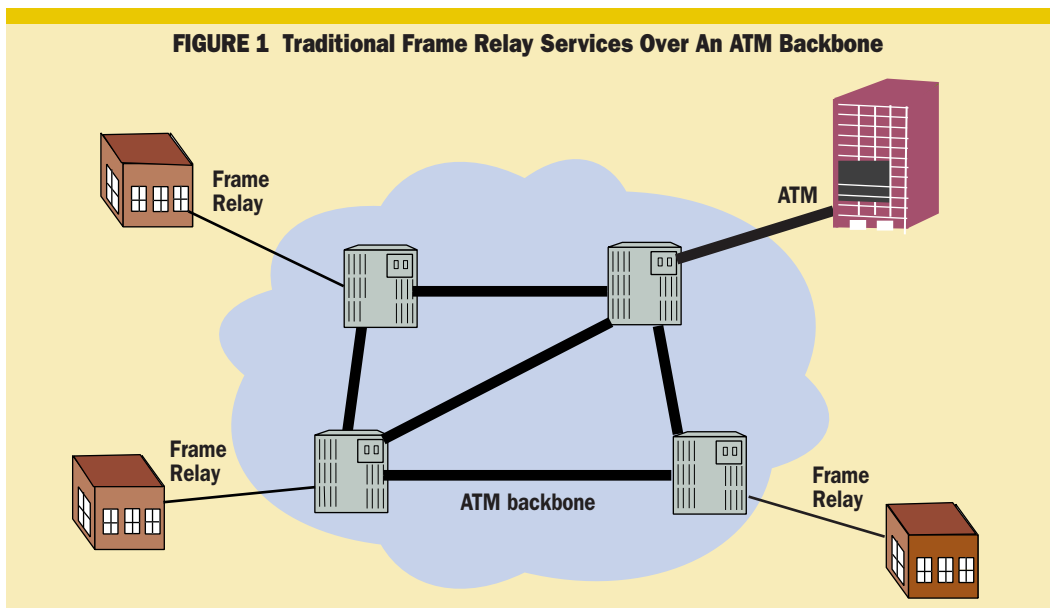 FIGURE 1 Traditional Frame Relay Services Over An ATM Backbone
Frame
Relay
ATM
Frame
Relay
ATM backbone
Frame
Relay